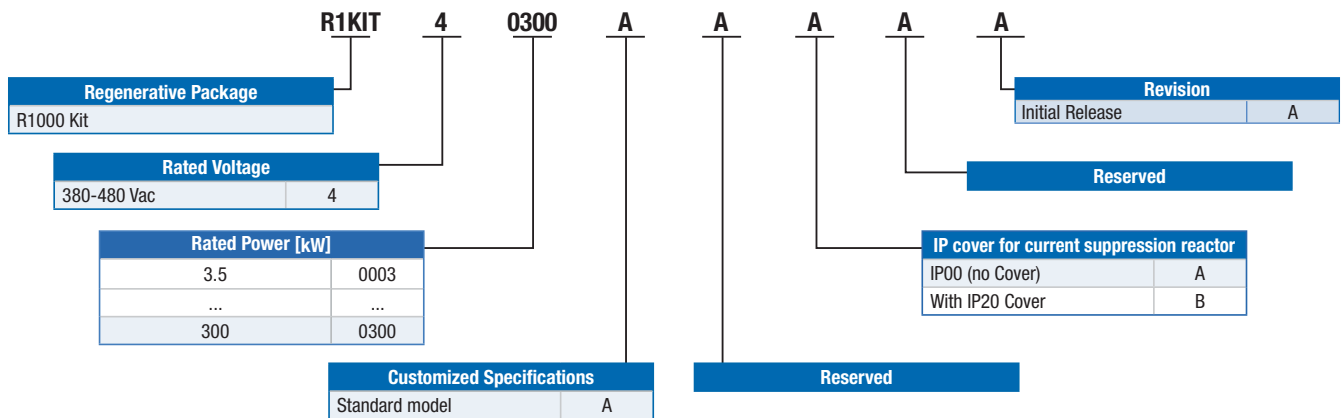 R1KIT 4 0300 A A A A A
Regenerative Package
R1000 Kit
Revision
Initial Release A
Rated Voltage
380-480 Vac 4
Reserved
Rated Power [kW]
3.5 0003
... ...
300 0300
IP cover for current suppression reactor
IP00 (no Cover) A
With IP20 Cover B
Customized Specifications
Standard model A
Reserved